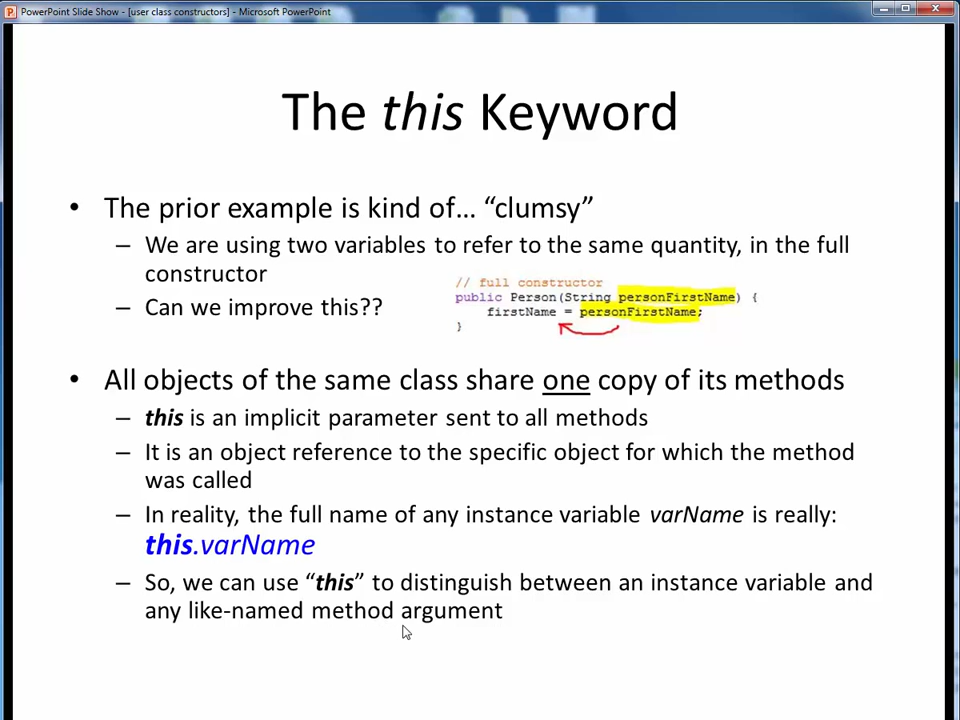 PowerPoint Slide Show - [user class constructors] - Microsoft PowerPoint
The this Keyword
• The prior example is kind of… “clumsy”
– We are using two variables to refer to the same quantity, in the full
constructor
– Can we improve this??
// full constructor
public Person(String personFirstName) {
firstName = personFirstName;
}
• All objects of the same class share one copy of its methods
– this is an implicit parameter sent to all methods
– It is an object reference to the specific object for which the method
was called
– In reality, the full name of any instance variable varName is really:
this.varName
– So, we can use “this” to distinguish between an instance variable and
any like-named method argument